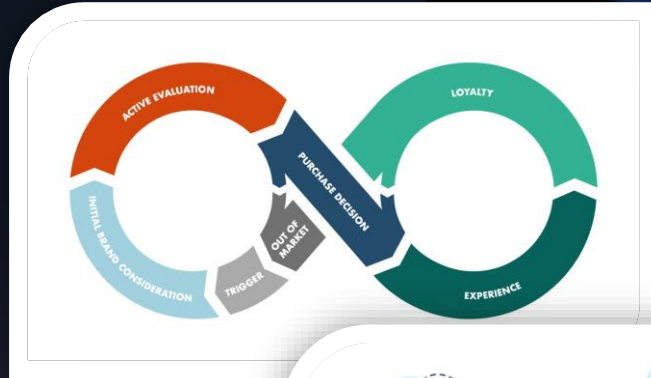 ACTIVE EVALUATION
LOYALTY
PURCHASE DECISION
INITIAL BRAND CONSIDERATION
OUT OF
MARKET
TRIGGER
EXPERIENCE